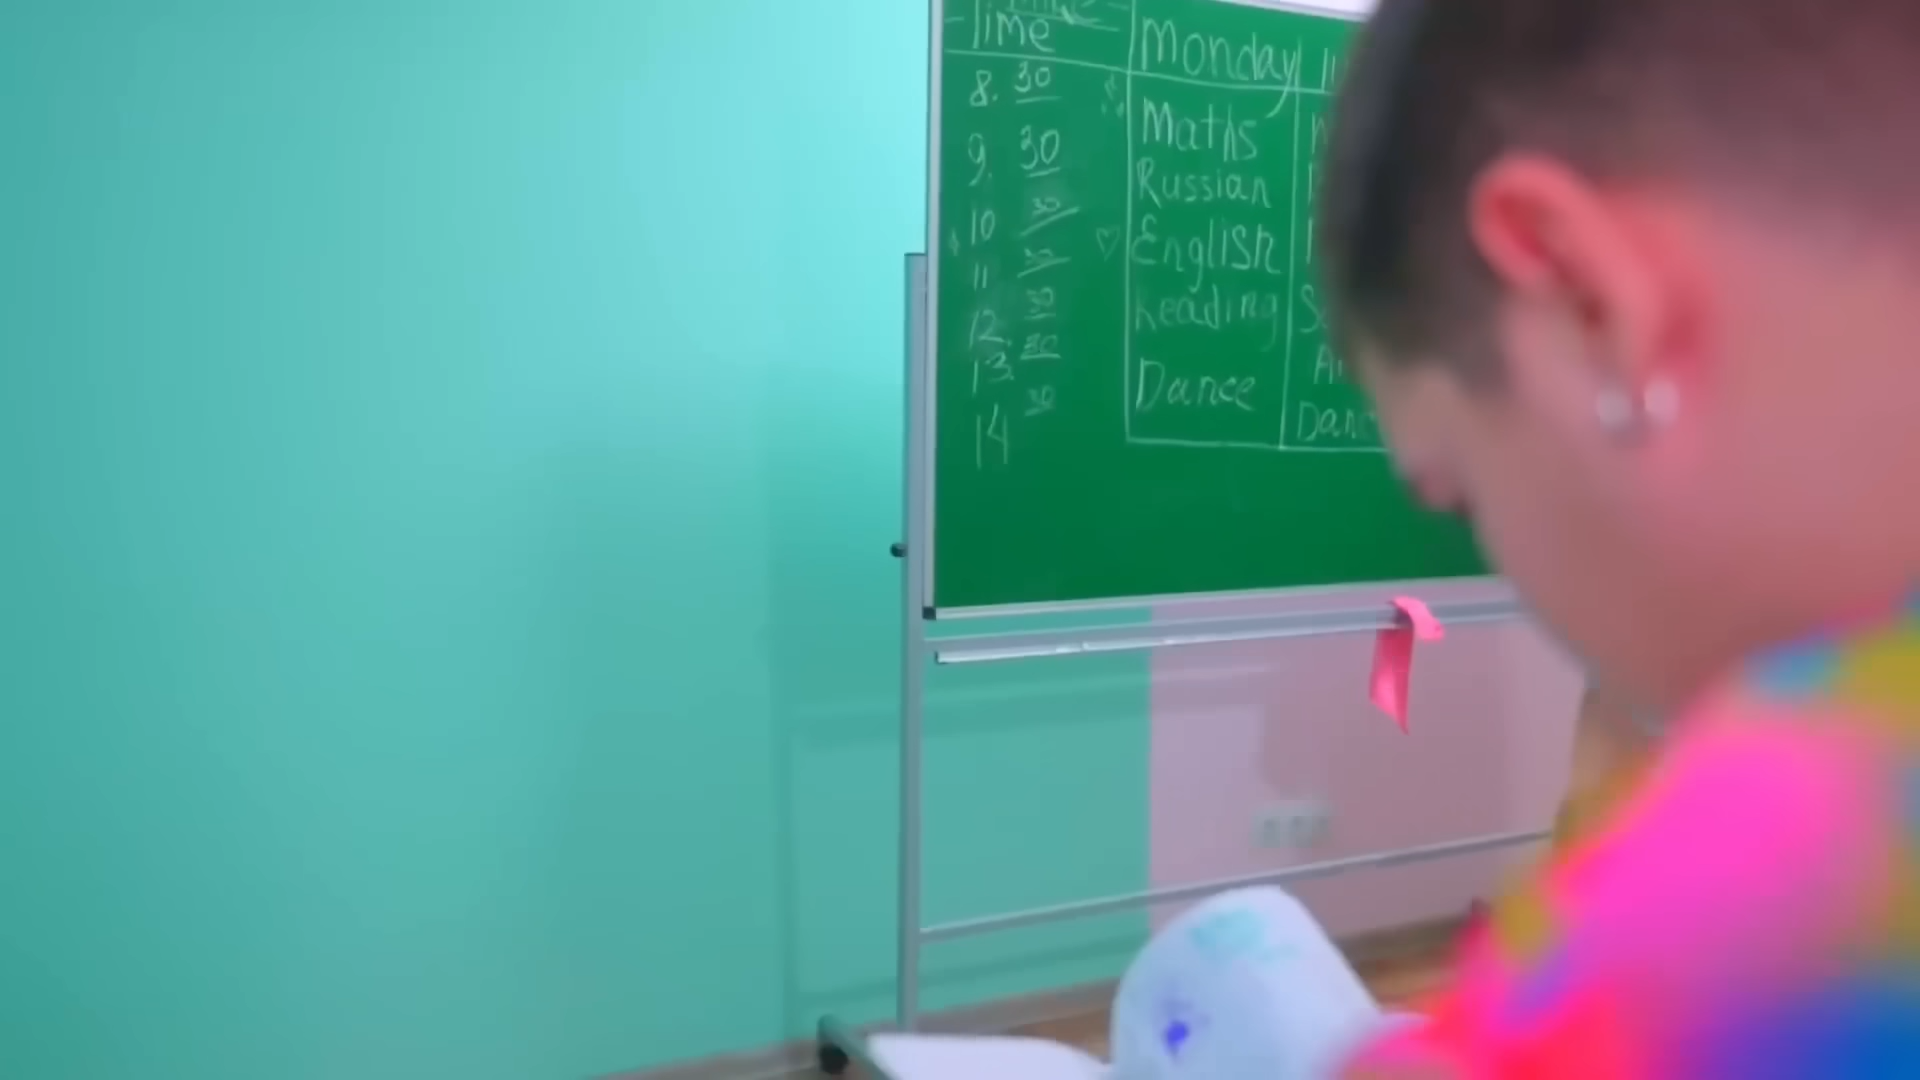 Time Monday
8. 30 Maths
9. 30 Russian
10 30 English
11 30 Reading
12. 30
13. 30 Dance
14 30 Dan